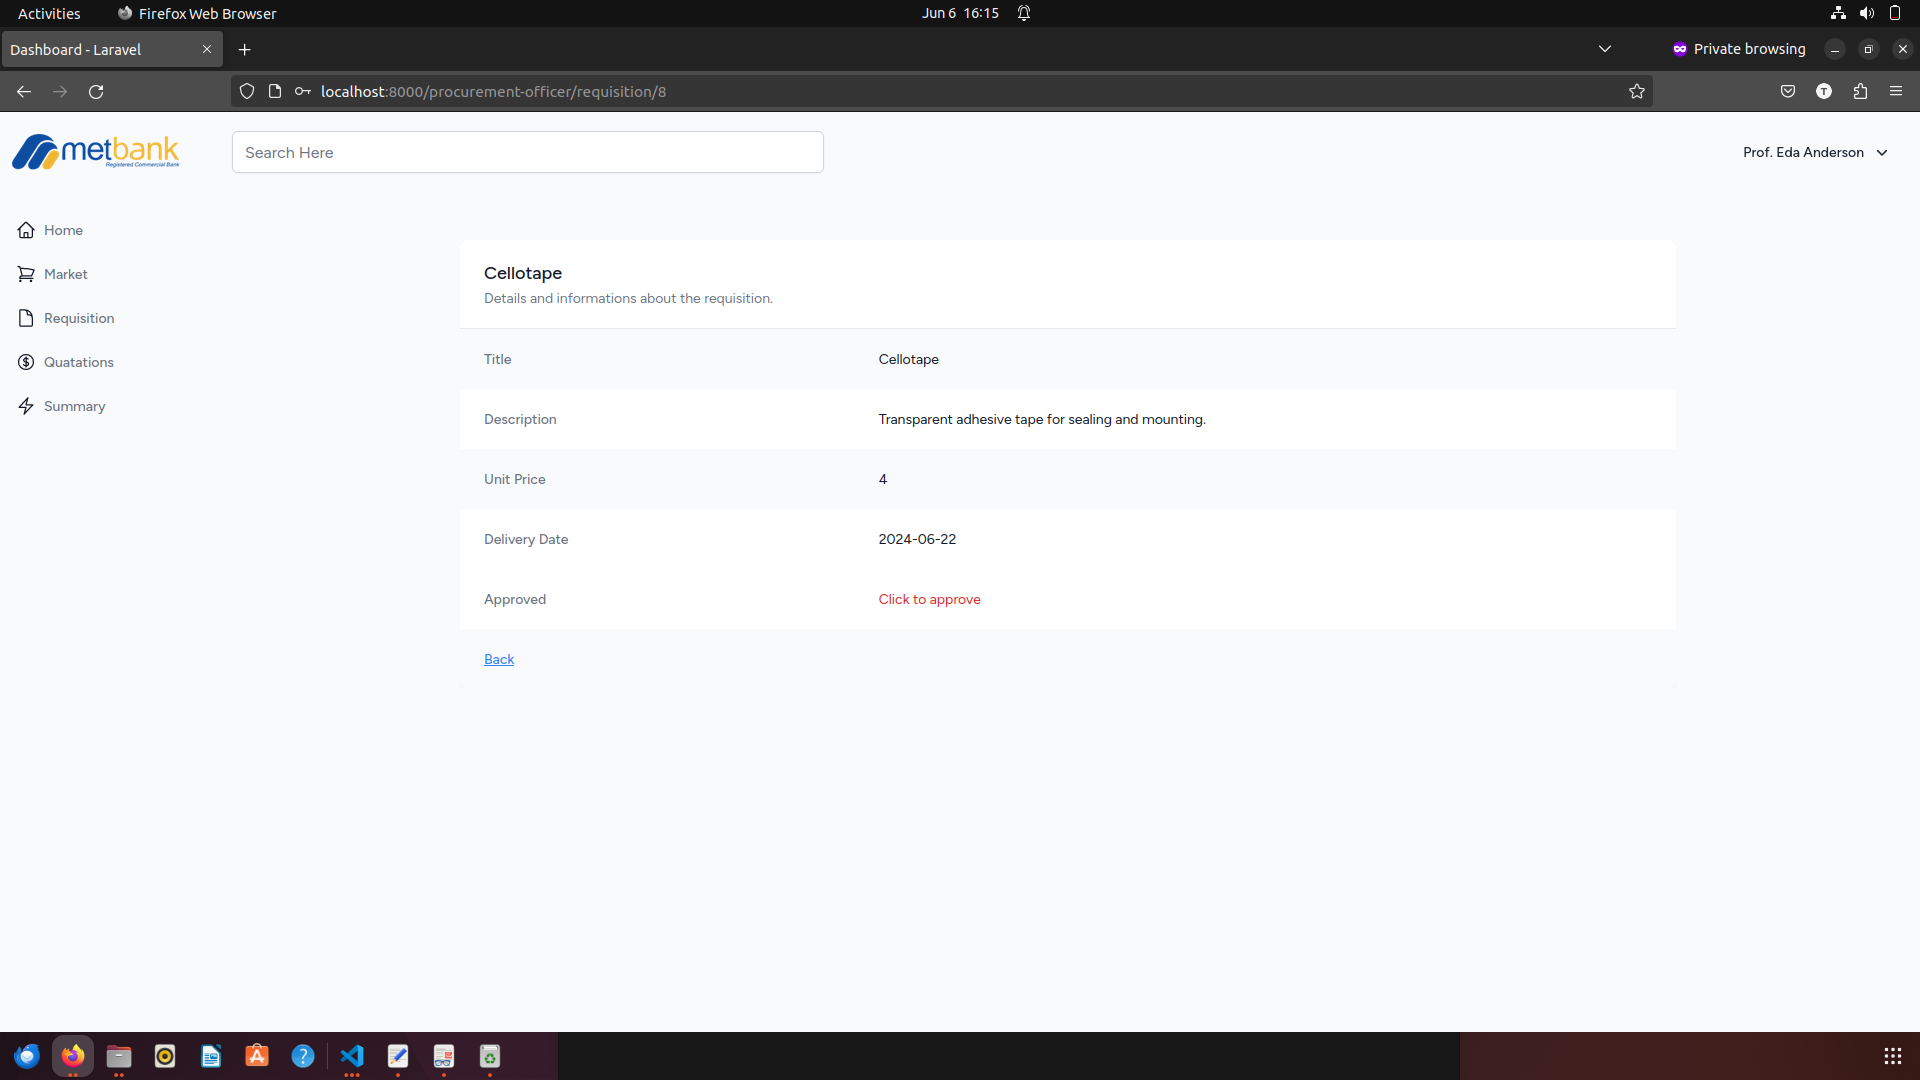 Activities
Firefox Web Browser
Jun 6 16:15
Dashboard - Laravel
Private browsing
localhost:8000/procurement-officer/requisition/8
T
metbank
Registered Commercial Bank
Search Here
Prof. Eda Anderson
Home
Market
Requisition
Quatations
Summary
Cellotape
Details and informations about the requisition.
Title
Cellotape
Description
Transparent adhesive tape for sealing and mounting.
Unit Price
4
Delivery Date
2024-06-22
Approved
Click to approve
Back